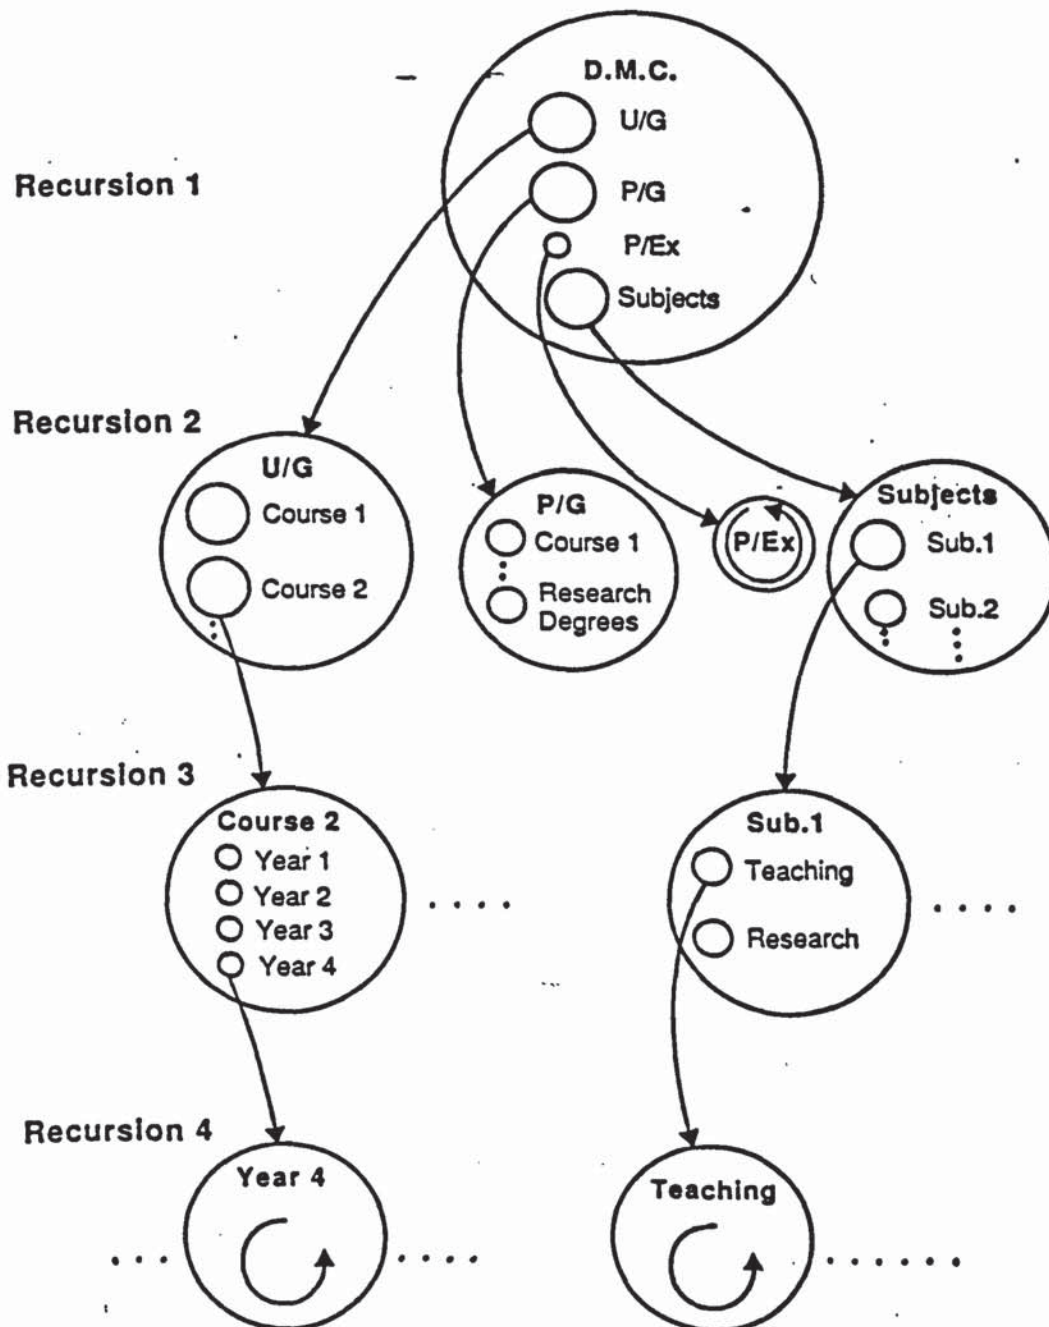 D.M.C.
U/G
Recursion 1
P/G
P/Ex
Subjects
Recursion 2
U/G
Course 1
Course 2
P/G
Course 1
Research
Degrees
P/Ex
Subjects
Sub.1
Sub.2
Recursion 3
Course 2
Year 1
Year 2
Year 3
Year 4
Sub.1
Teaching
Research
Recursion 4
Year 4
Teaching